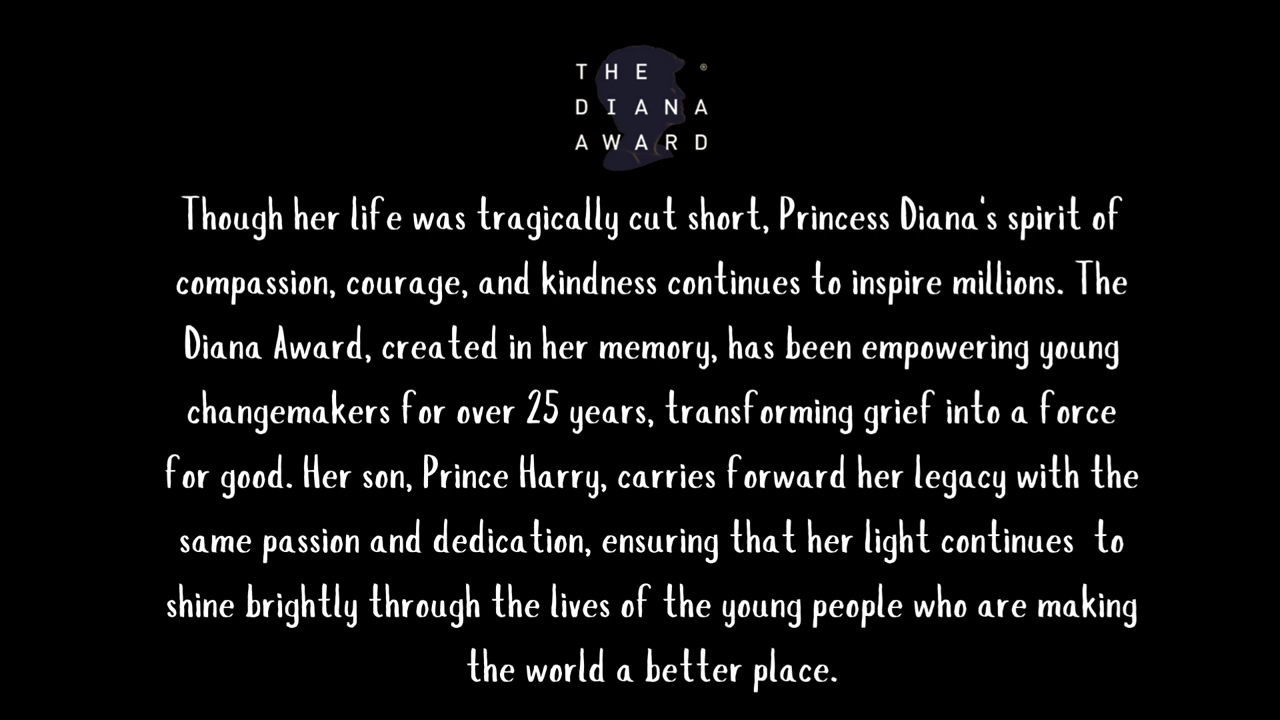 THE ®
DIANA
AWARD
Though her life was tragically cut short, Princess Diana's spirit of
compassion, courage, and kindness continues to inspire millions. The
Diana Award, created in her memory, has been empowering young
changemakers for over 25 years, transforming grief into a force
for good. Her son, Prince Harry, carries forward her legacy with the
same passion and dedication, ensuring that her light continues to
shine brightly through the lives of the young people who are making
the world a better place.